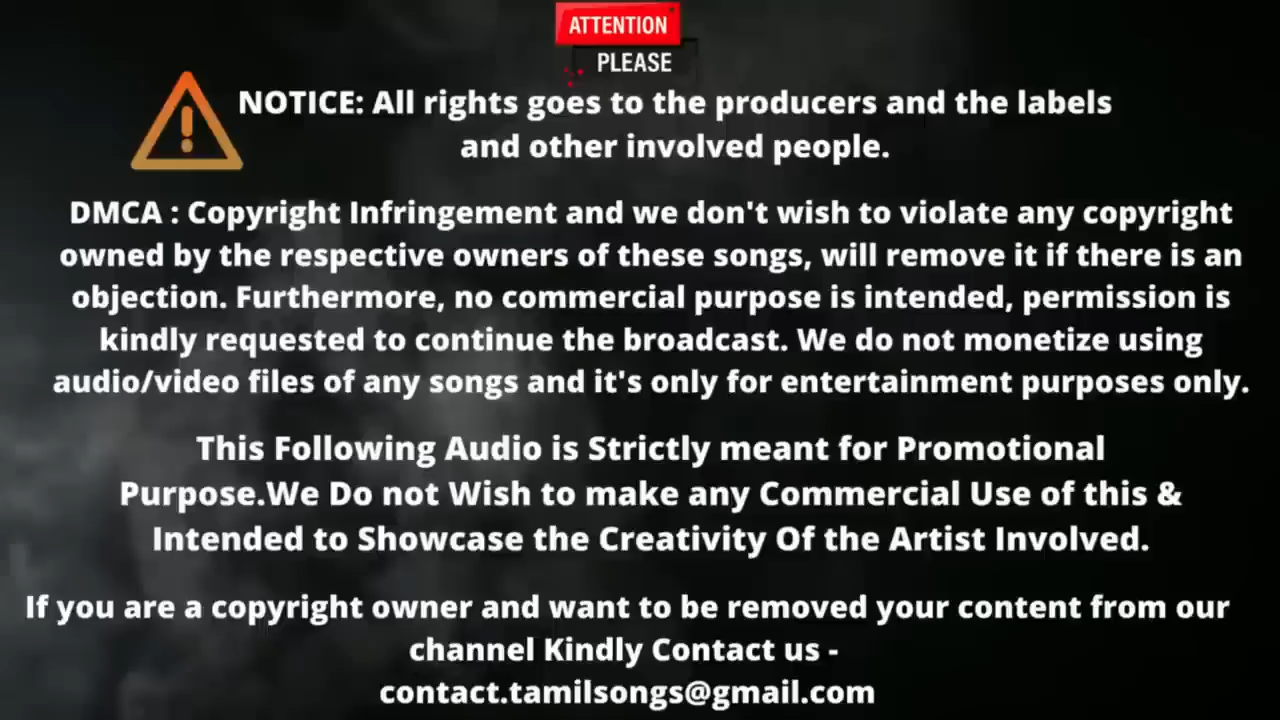 ATTENTION
PLEASE
NOTICE: All rights goes to the producers and the labels
and other involved people.
DMCA : Copyright Infringement and we don't wish to violate any copyright
owned by the respective owners of these songs, will remove it if there is an
objection. Furthermore, no commercial purpose is intended, permission is
kindly requested to continue the broadcast. We do not monetize using
audio/video files of any songs and it's only for entertainment purposes only.
This Following Audio is Strictly meant for Promotional
Purpose.We Do not Wish to make any Commercial Use of this &
Intended to Showcase the Creativity Of the Artist Involved.
If you are a copyright owner and want to be removed your content from our
channel Kindly Contact us -
contact.tamilsongs@gmail.com